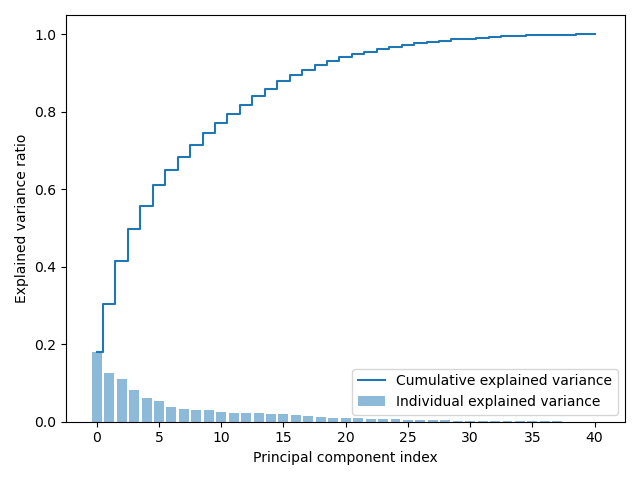 Explained variance ratio
1.0
0.8
0.6
0.4
0.2
0.0
Cumulative explained variance
Individual explained variance
0 5 10 15 20 25 30 35 40
Principal component index